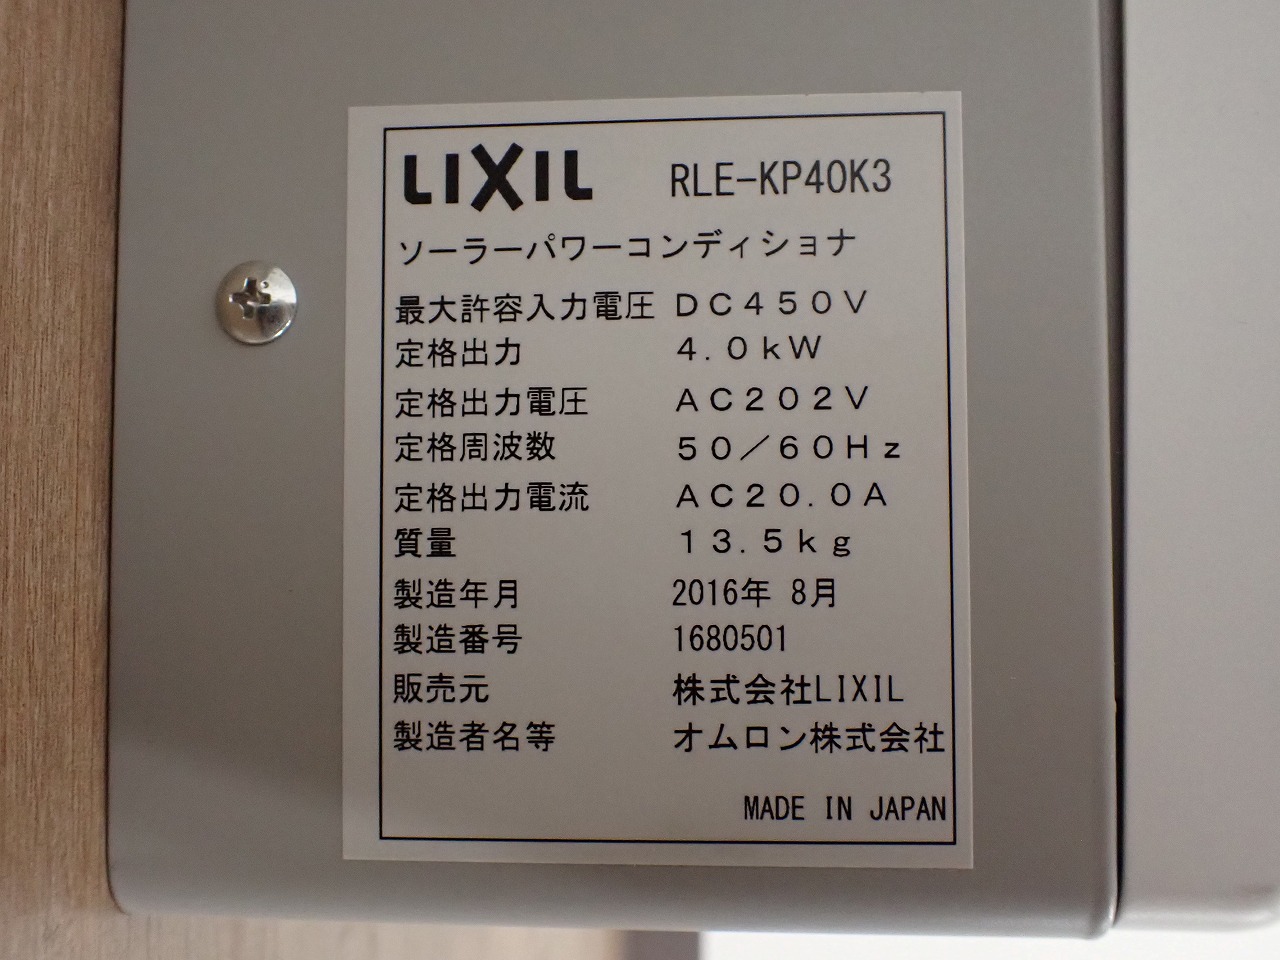 LIXIL RLE-KP40K3
ソーラーパワーコンディショナ
最大許容入力電圧 ＤＣ４５０Ｖ
定格出力 ４．０ｋＷ
定格出力電圧 ＡＣ２０２Ｖ
定格周波数 ５０／６０Ｈｚ
定格出力電流 ＡＣ２０．０Ａ
質量 １３．５ｋｇ
製造年月 2016年 8月
製造番号 1680501
販売元 株式会社LIXIL
製造者名等 オムロン株式会社
MADE IN JAPAN